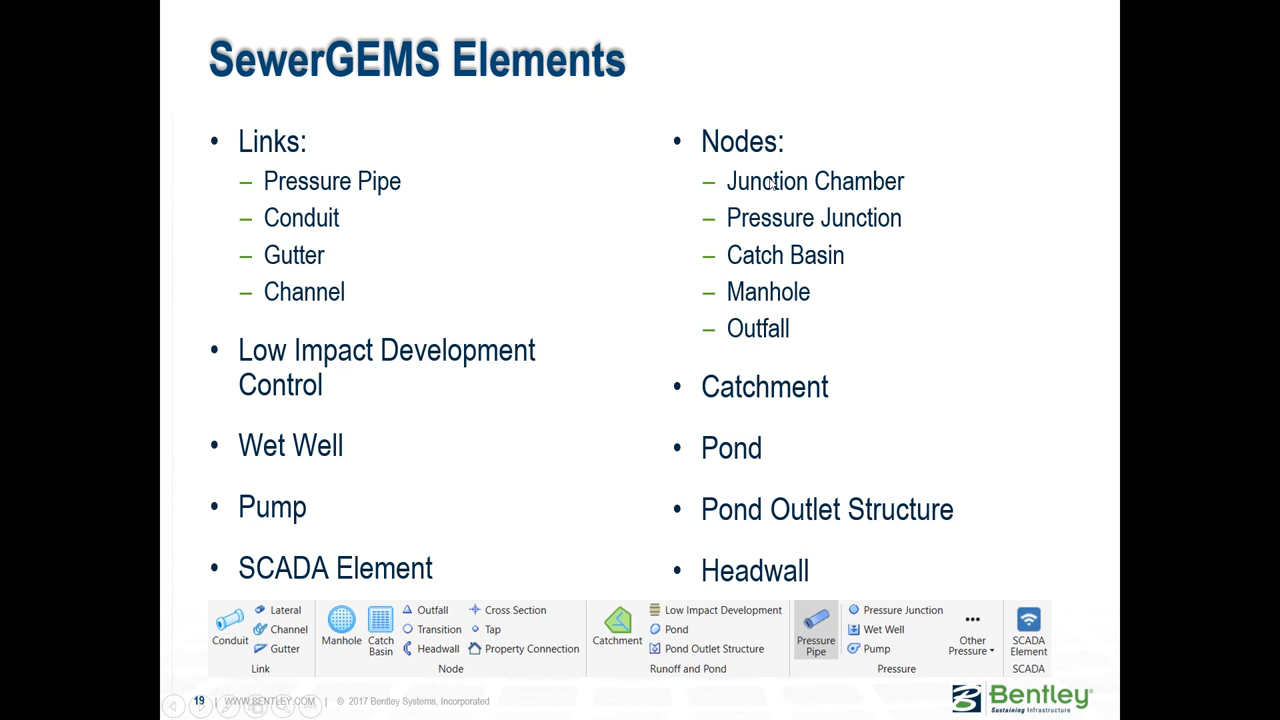 SewerGEMS Elements
• Links:
– Pressure Pipe
– Conduit
– Gutter
– Channel
• Low Impact Development
Control
• Wet Well
• Pump
• SCADA Element
• Nodes:
– Junction Chamber
– Pressure Junction
– Catch Basin
– Manhole
– Outfall
• Catchment
• Pond
• Pond Outlet Structure
• Headwall
Conduit
Lateral
Channel
Gutter
Link
Manhole
Catch
Basin
Outfall
Transition
Headwall
Cross Section
Tap
Property Connection
Node
Catchment
Low Impact Development
Pond
Pond Outlet Structure
Runoff and Pond
Pressure
Pipe
Pressure Junction
Wet Well
Pump
Other
Pressure
Pressure
SCADA
Element
SCADA
19 | WWW.BENTLEY.COM | © 2017 Bentley Systems, Incorporated
Bentley®
Sustaining Infrastructure